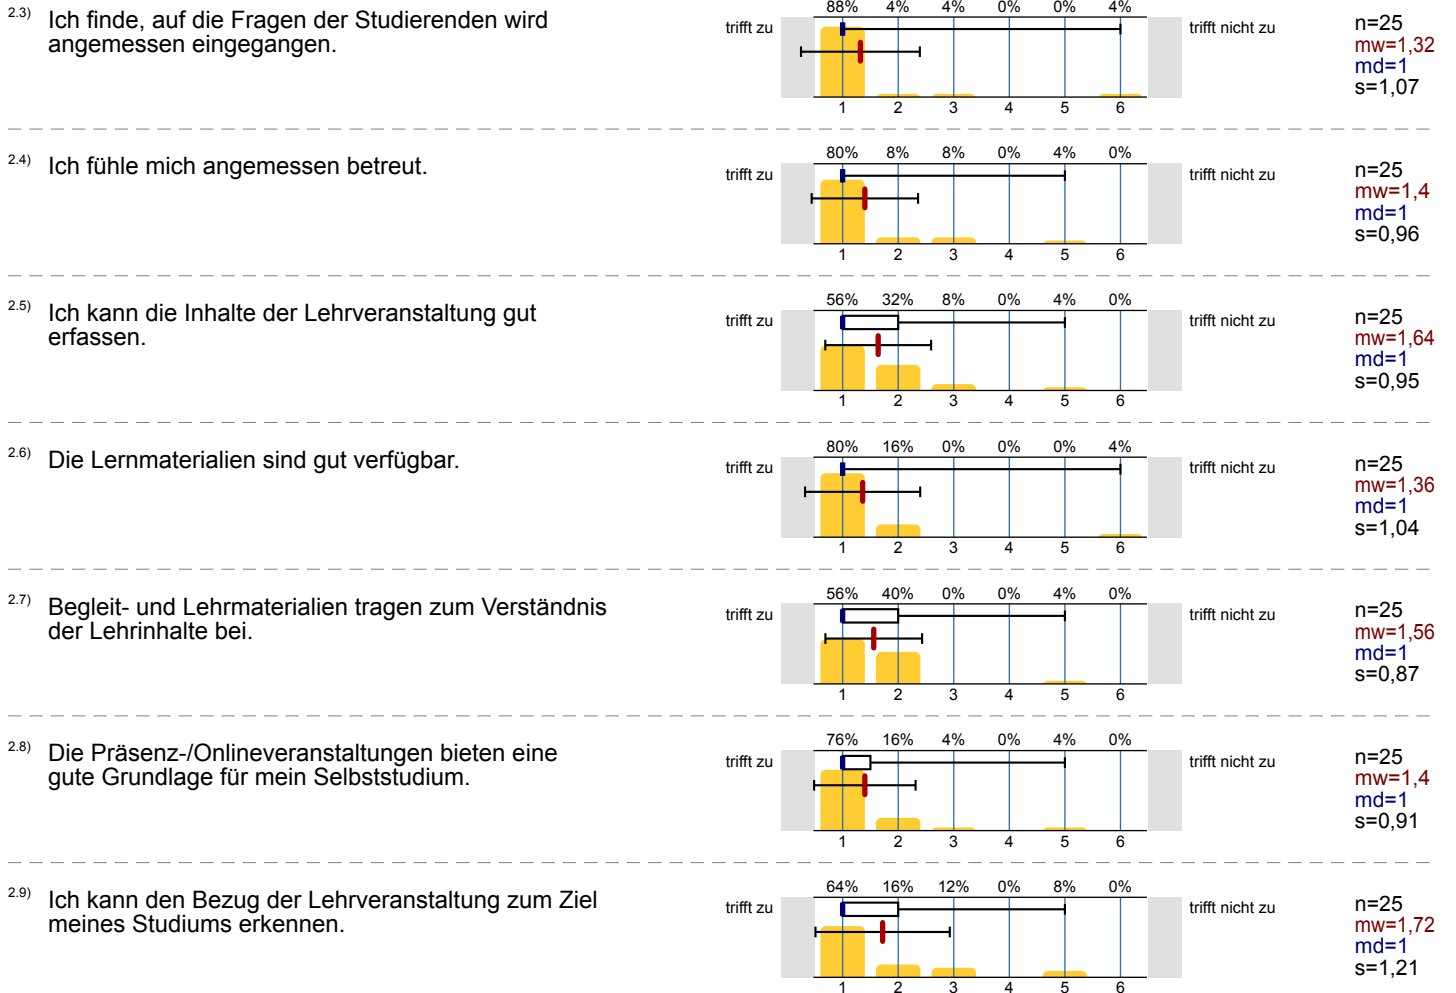 2.3) Ich finde, auf die Fragen der Studierenden wird
angemessen eingegangen.
88% 4% 4% 0% 0% 4%
trifft zu trifft nicht zu
1 2 3 4 5 6
n=25
mw=1,32
md=1
s=1,07
2.4) Ich fühle mich angemessen betreut.
80% 8% 8% 0% 4% 0%
trifft zu trifft nicht zu
1 2 3 4 5 6
n=25
mw=1,4
md=1
s=0,96
2.5) Ich kann die Inhalte der Lehrveranstaltung gut
erfassen.
56% 32% 8% 0% 4% 0%
trifft zu trifft nicht zu
1 2 3 4 5 6
n=25
mw=1,64
md=1
s=0,95
2.6) Die Lernmaterialien sind gut verfügbar.
80% 16% 0% 0% 0% 4%
trifft zu trifft nicht zu
1 2 3 4 5 6
n=25
mw=1,36
md=1
s=1,04
2.7) Begleit- und Lehrmaterialien tragen zum Verständnis
der Lehrinhalte bei.
56% 40% 0% 0% 4% 0%
trifft zu trifft nicht zu
1 2 3 4 5 6
n=25
mw=1,56
md=1
s=0,87
2.8) Die Präsenz-/Onlineveranstaltungen bieten eine
gute Grundlage für mein Selbststudium.
76% 16% 4% 0% 4% 0%
trifft zu trifft nicht zu
1 2 3 4 5 6
n=25
mw=1,4
md=1
s=0,91
2.9) Ich kann den Bezug der Lehrveranstaltung zum Ziel
meines Studiums erkennen.
64% 16% 12% 0% 8% 0%
trifft zu trifft nicht zu
1 2 3 4 5 6
n=25
mw=1,72
md=1
s=1,21